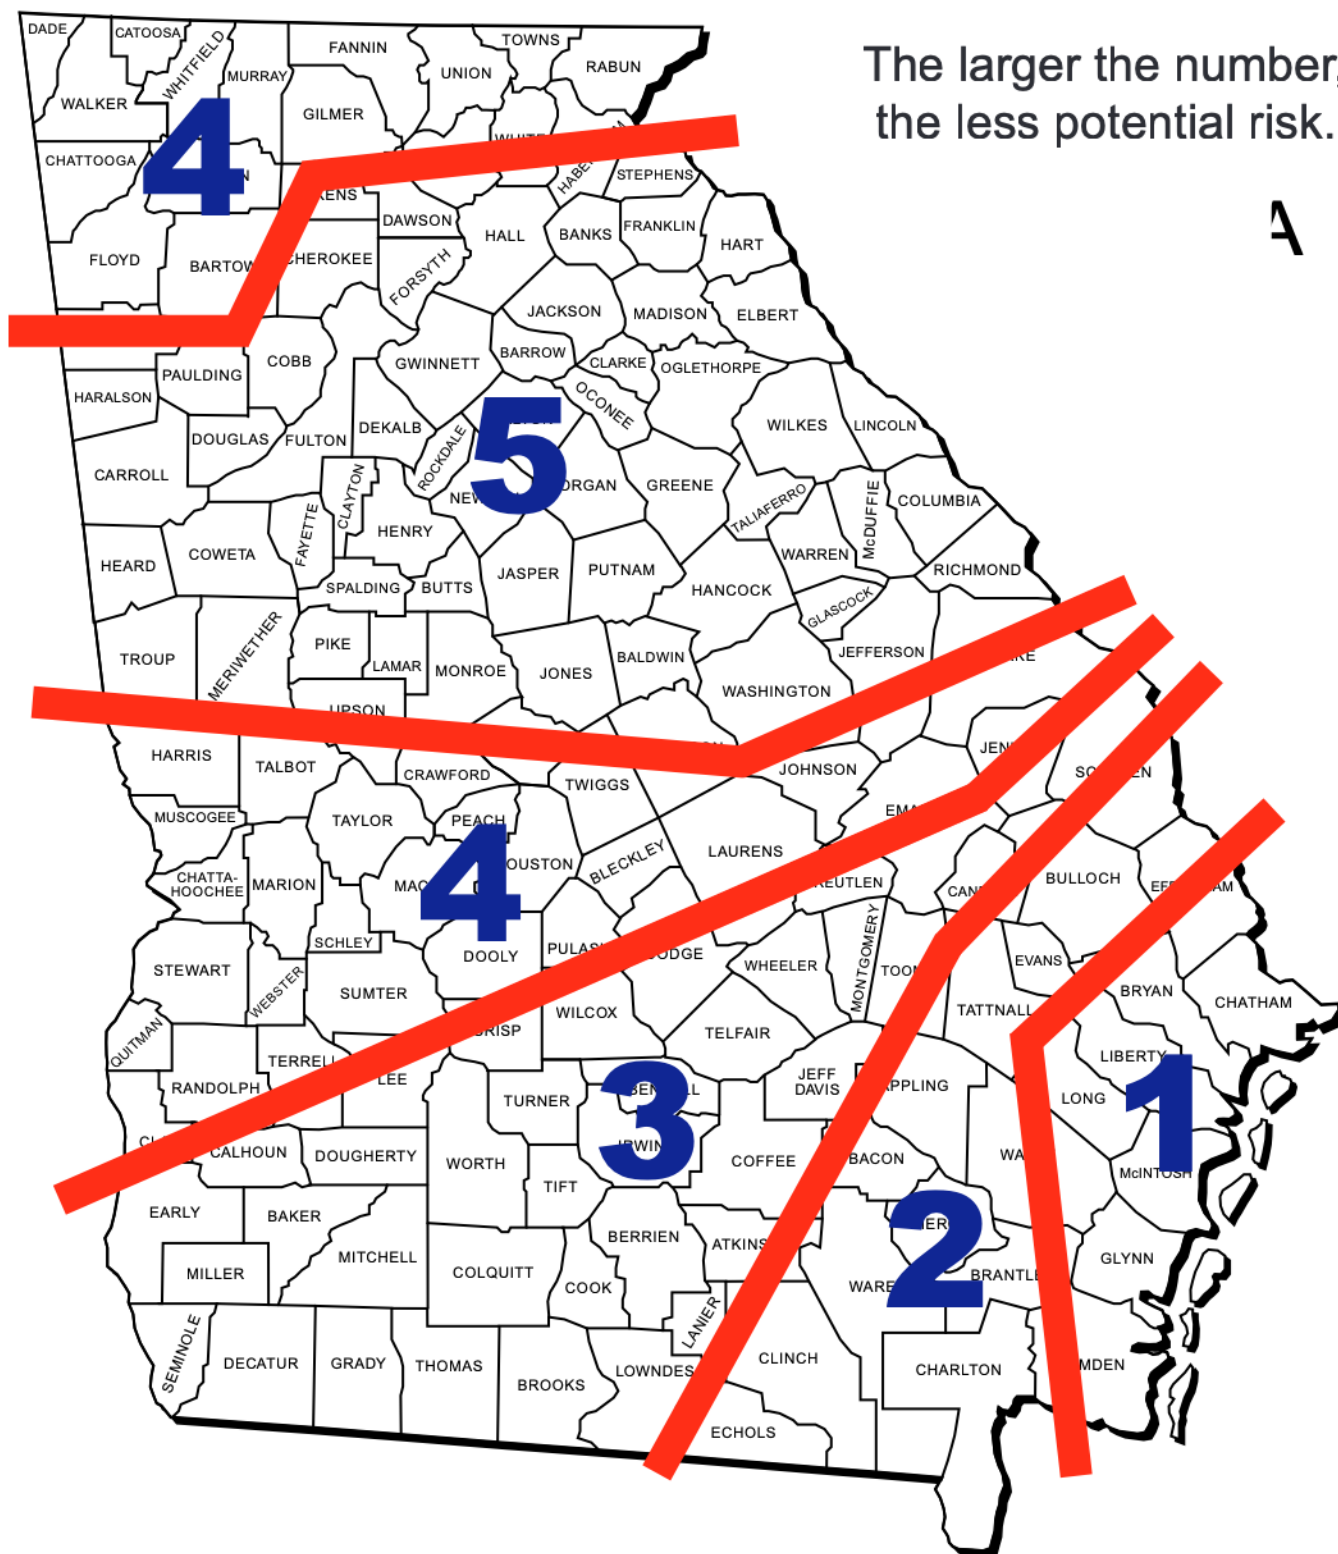 The larger the number,
the less potential risk.
A
DADE
CATOOSA
WHITFIELD
MURRAY
FANNIN
UNION
TOWNS
RABUN
WALKER
GILMER
4
CHATTOOGA
STEPHENS
DAWSON
FLOYD
BARTOW
CHEROKEE
FORSYTH
HALL
BANKS
FRANKLIN
HART
JACKSON
MADISON
ELBERT
COBB
PAULDING
HARALSON
GWINNETT
BARROW
CLARKE
OGLETHORPE
OCONEE
DOUGLAS
FULTON
DEKALB
ROCKDALE
5
WILKES
LINCOLN
CARROLL
CLAYTON
FAYETTE
HENRY
GREENE
TALIAFERRO
McDUFFIE
COLUMBIA
HEARD
COWETA
SPALDING
BUTTS
JASPER
PUTNAM
HANCOCK
WARREN
GLASCOCK
RICHMOND
TROUP
MERIWETHER
PIKE
LAMAR
MONROE
JONES
BALDWIN
WASHINGTON
JEFFERSON
UPSON
HARRIS
TALBOT
CRAWFORD
TWIGGS
JOHNSON
MUSCOGEE
TAYLOR
PEACH
4
BLECKLEY
LAURENS
CHATTA-
HOOCHEE
MARION
BULLOCH
SCHLEY
STEWART
WEBSTER
SUMTER
DOOLY
WHEELER
MONTGOMERY
EVANS
TATTNALL
BRYAN
CHATHAM
QUITMAN
RANDOLPH
TERRELL
LEE
WILCOX
TELFAIR
LIBERTY
LONG
1
McINTOSH
TURNER
3
JEFF
DAVIS
APPLING
CALHOUN
DOUGHERTY
WORTH
TIFT
IRWIN
COFFEE
BACON
EARLY
BAKER
MITCHELL
MILLER
COLQUITT
COOK
BERRIEN
2
WARE
GLYNN
SEMINOLE
DECATUR
GRADY
THOMAS
BROOKS
LOWNDES
LANIER
CLINCH
ECHOLS
CHARLTON